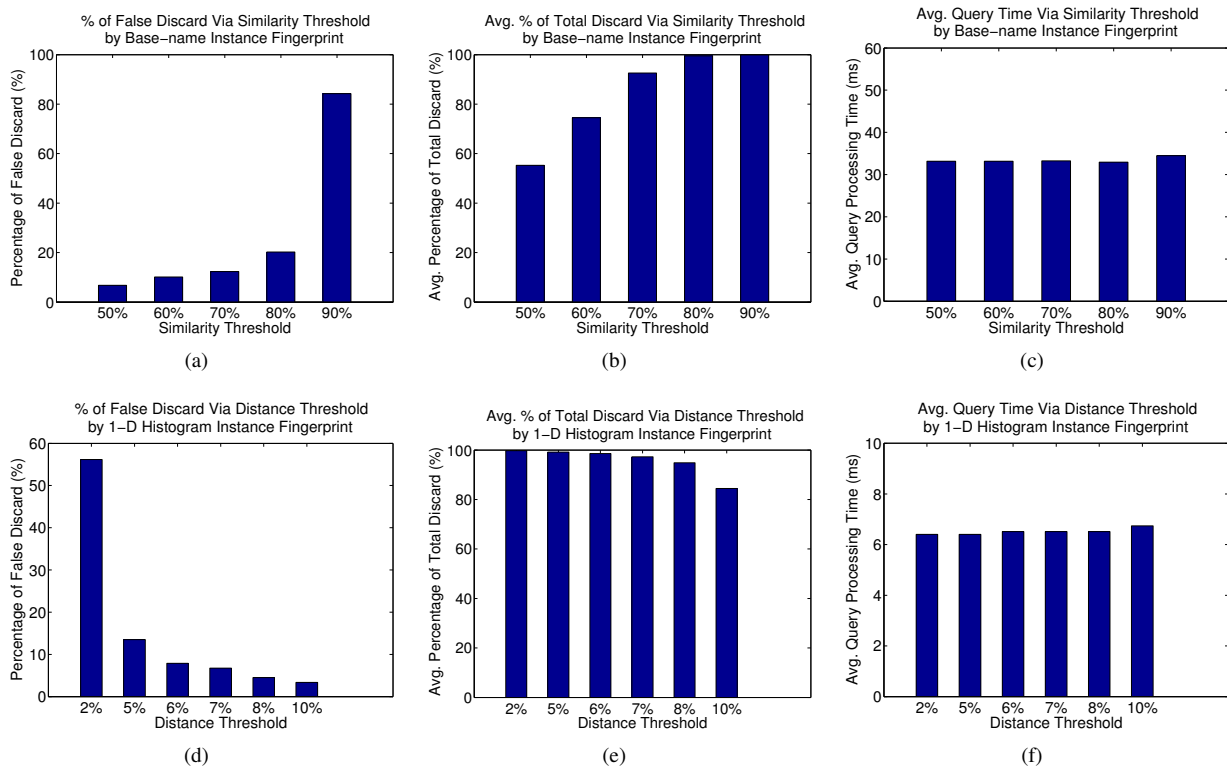 % of False Discard Via Similarity Threshold
by Base−name Instance Fingerprint
Percentage of False Discard (%)
100
80
60
40
20
0
50% 60% 70% 80% 90%
Similarity Threshold
(a)
Avg. % of Total Discard Via Similarity Threshold
by Base−name Instance Fingerprint
Avg. Percentage of Total Discard (%)
100
80
60
40
20
0
50% 60% 70% 80% 90%
Similarity Threshold
(b)
Avg. Query Time Via Similarity Threshold
by Base−name Instance Fingerprint
Avg. Query Processing Time (ms)
60
50
40
30
20
10
0
50% 60% 70% 80% 90%
Similarity Threshold
(c)
% of False Discard Via Distance Threshold
by 1−D Histogram Instance Fingerprint
Percentage of False Discard (%)
60
50
40
30
20
10
0
2% 5% 6% 7% 8% 10%
Distance Threshold
(d)
Avg. % of Total Discard Via Distance Threshold
by 1−D Histogram Instance Fingerprint
Avg. Percentage of Total Discard (%)
100
80
60
40
20
0
2% 5% 6% 7% 8% 10%
Distance Threshold
(e)
Avg. Query Time Via Distance Threshold
by 1−D Histogram Instance Fingerprint
Avg. Query Processing Time (ms)
10
8
6
4
2
0
2% 5% 6% 7% 8% 10%
Distance Threshold
(f)